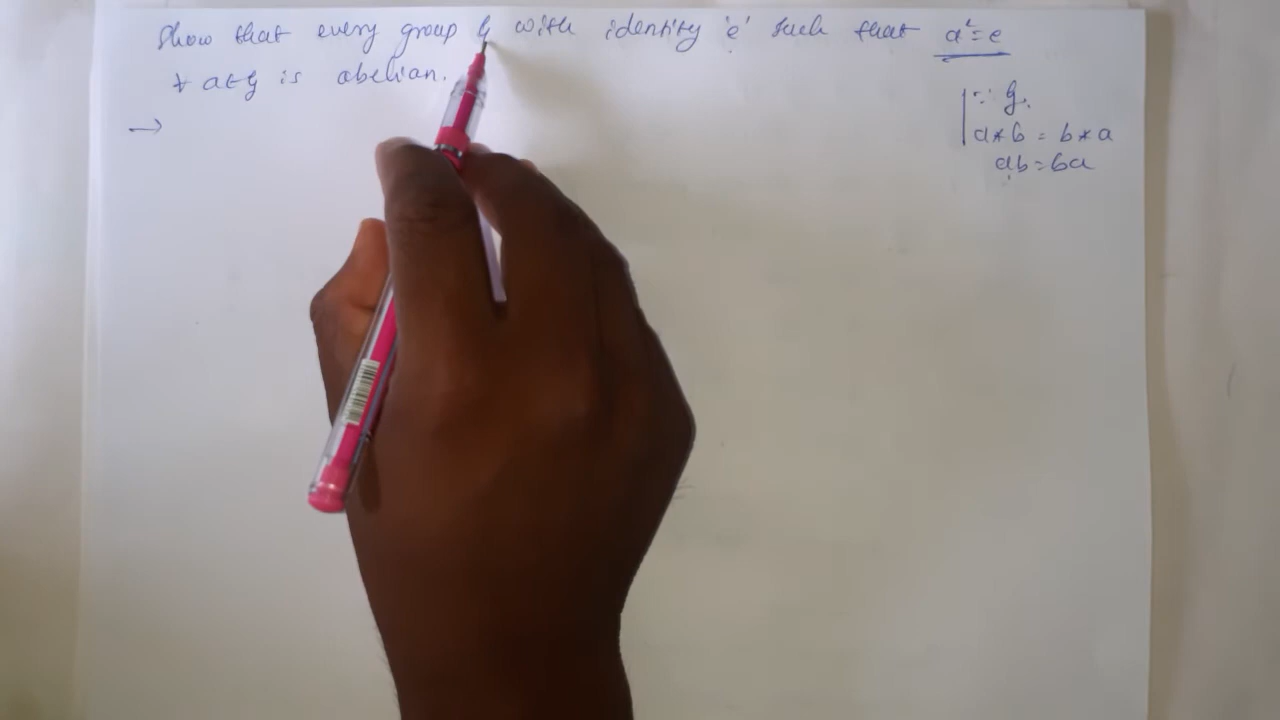 Show that every group G with identity 'e' such that a² = e
∀ a ∈ G is abelian.
→
∵ G,
a * b = b * a
ab = ba